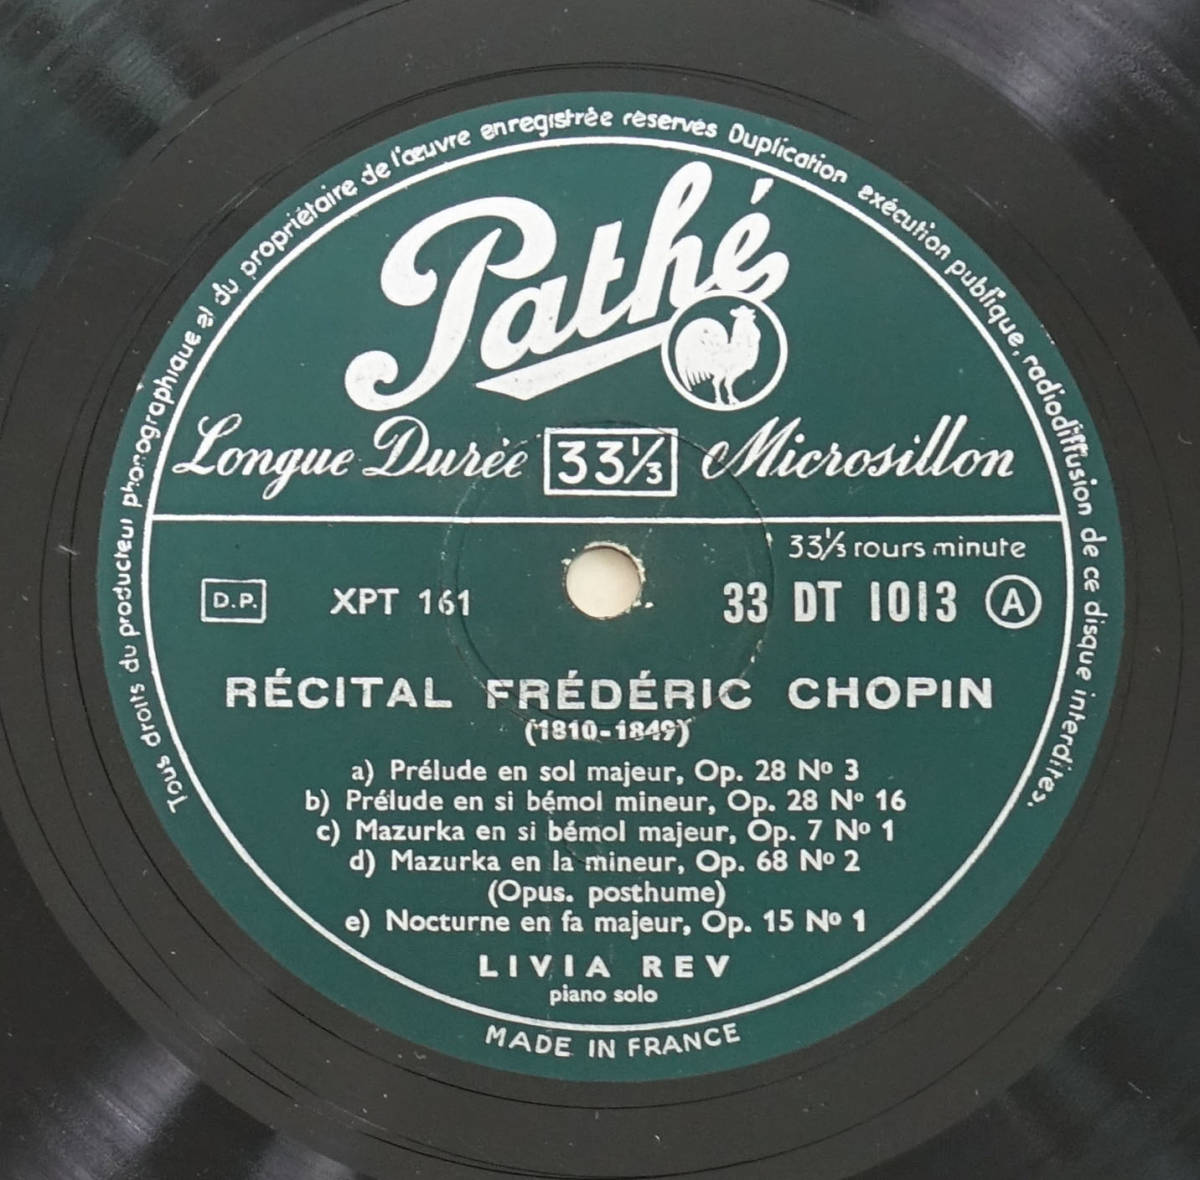 Tous droits du producteur phonographique et du propriétaire de l'œuvre enregistrée réservés Duplication exécution publique, radiodiffusion de ce disque interdites.
Pathé
Longue Durée 33⅓ Microsillon
33⅓ tours minute
D.P. XPT 161 33 DT 1013 A
RÉCITAL FRÉDÉRIC CHOPIN
(1810-1849)
a) Prélude en sol majeur, Op. 28 Nº 3
b) Prélude en si bémol mineur, Op. 28 Nº 16
c) Mazurka en si bémol majeur, Op. 7 Nº 1
d) Mazurka en la mineur, Op. 68 Nº 2
(Opus. posthume)
e) Nocturne en fa majeur, Op. 15 Nº 1
LIVIA REV
piano solo
MADE IN FRANCE